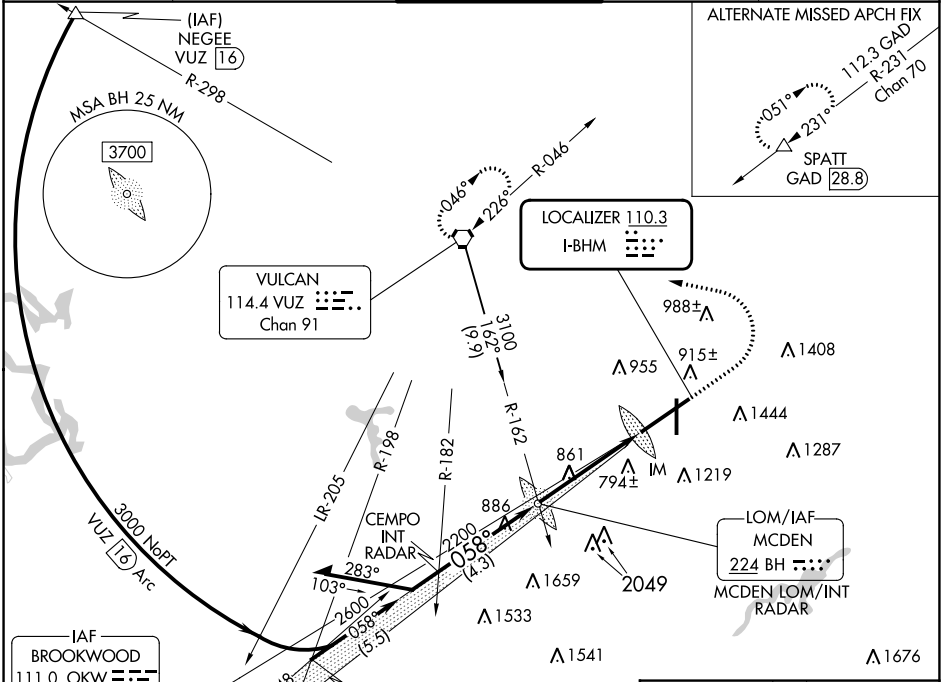 (IAF)
NEGEE
VUZ 16
R-298
MSA BH 25 NM
3700
ALTERNATE MISSED APCH FIX
112.3 GAD
R-231
Chan 70
051°
231°
SPATT
GAD 28.8
R-046
046°
226°
LOCALIZER 110.3
I-BHM
VULCAN
114.4 VUZ
Chan 91
3100
162°
(9.9)
R-162
988±
955
915±
1408
1444
1287
1219
IM
794±
861
886
LR-205
R-198
R-182
CEMPO
INT
RADAR
2200
058°
(4.3)
283°
103°
2600
058°
(5.5)
3000 NoPT
VUZ 16 Arc
LOM/IAF
MCDEN
224 BH
MCDEN LOM/INT
RADAR
2049
1659
1533
1541
1676
IAF
BROOKWOOD
111.0 OKW